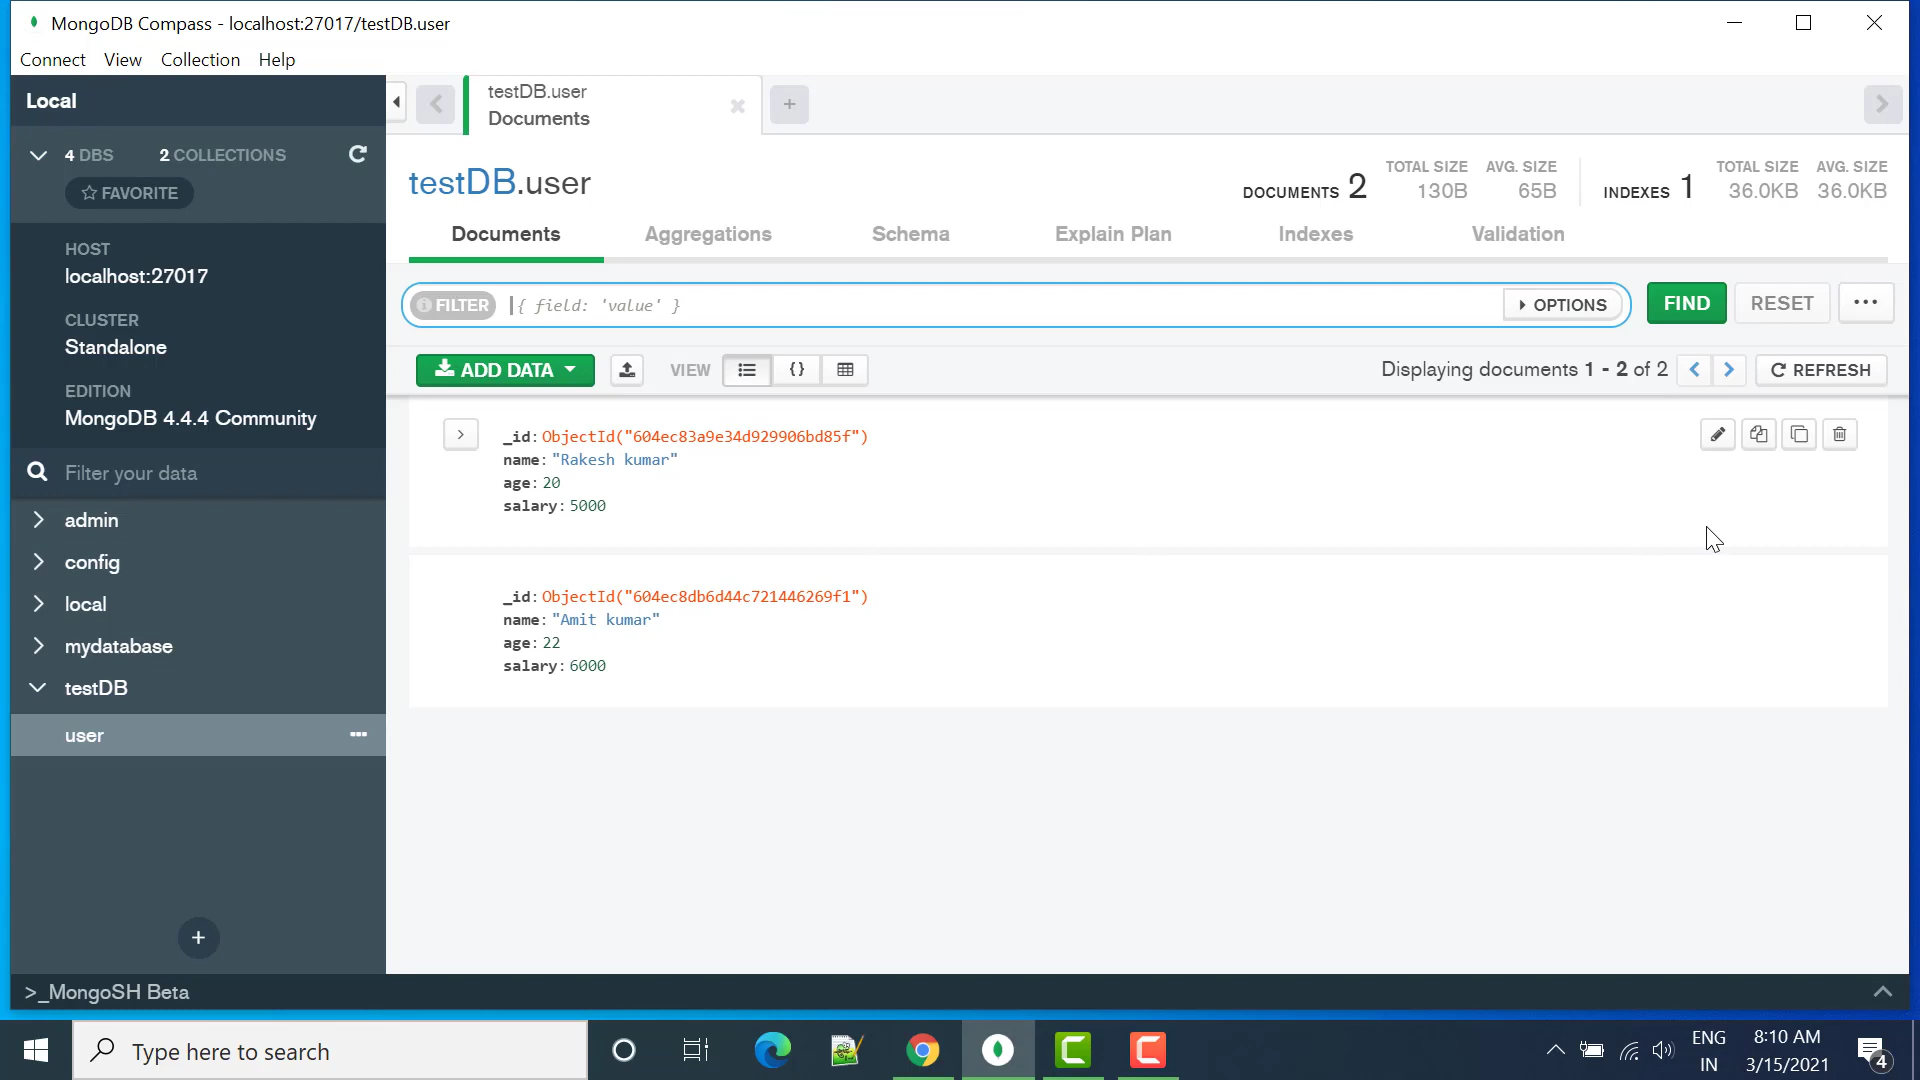 MongoDB Compass - localhost:27017/testDB.user
Connect View Collection Help
Local
4 DBS 2 COLLECTIONS
FAVORITE
HOST
localhost:27017
CLUSTER
Standalone
EDITION
MongoDB 4.4.4 Community
Filter your data
admin
config
local
mydatabase
testDB
user
testDB.user
Documents
testDB.user
DOCUMENTS 2 TOTAL SIZE 130B AVG. SIZE 65B INDEXES 1 TOTAL SIZE 36.0KB AVG. SIZE 36.0KB
Documents Aggregations Schema Explain Plan Indexes Validation
FILTER { field: 'value' } OPTIONS FIND RESET ...
ADD DATA VIEW {} Displaying documents 1 - 2 of 2 REFRESH
_id: ObjectId("604ec83a9e34d929906bd85f")
name: "Rakesh kumar"
age: 20
salary: 5000
_id: ObjectId("604ec8db6d44c721446269f1")
name: "Amit kumar"
age: 22
salary: 6000
>_MongoSH Beta
Type here to search
ENG
IN
8:10 AM
3/15/2021
4